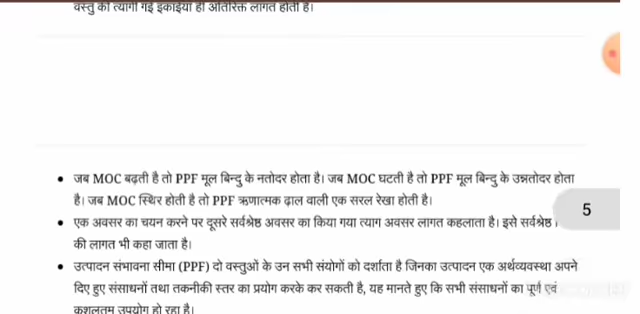 वस्तु की त्यागी गई इकाइयां ही अतिरिक्त लागत होती है।
• जब MOC बढ़ती है तो PPF मूल बिन्दु के नतोदर होता है। जब MOC घटती है तो PPF मूल बिन्दु के उन्नतोदर होता
है। जब MOC स्थिर होती है तो PPF ऋणात्मक ढ़ाल वाली एक सरल रेखा होती है।
5
• एक अवसर का चयन करने पर दूसरे सर्वश्रेष्ठ अवसर का किया गया त्याग अवसर लागत कहलाता है। इसे सर्वश्रेष्ठ
की लागत भी कहा जाता है।
• उत्पादन संभावना सीमा (PPF) दो वस्तुओं के उन सभी संयोगों को दर्शाता है जिनका उत्पादन एक अर्थव्यवस्था अपने
दिए हुए संसाधनों तथा तकनीकी स्तर का प्रयोग करके कर सकती है, यह मानते हुए कि सभी संसाधनों का पूर्ण एवं
कुशलतम उपयोग हो रहा है।